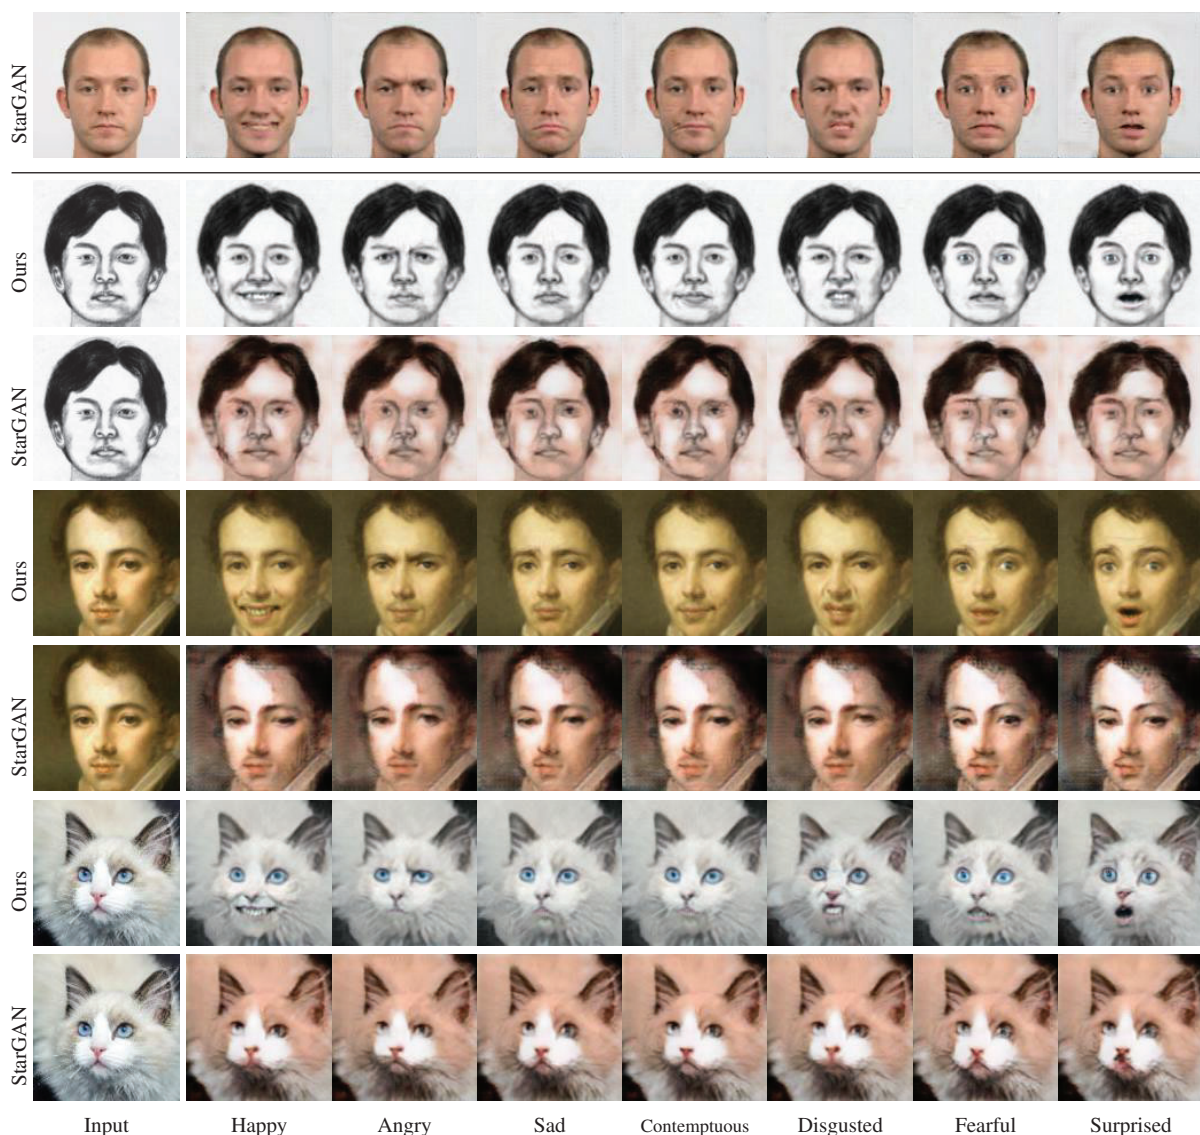 StarGAN
Ours
StarGAN
Ours
StarGAN
Ours
StarGAN
Input Happy Angry Sad Contemptuous Disgusted Fearful Surprised